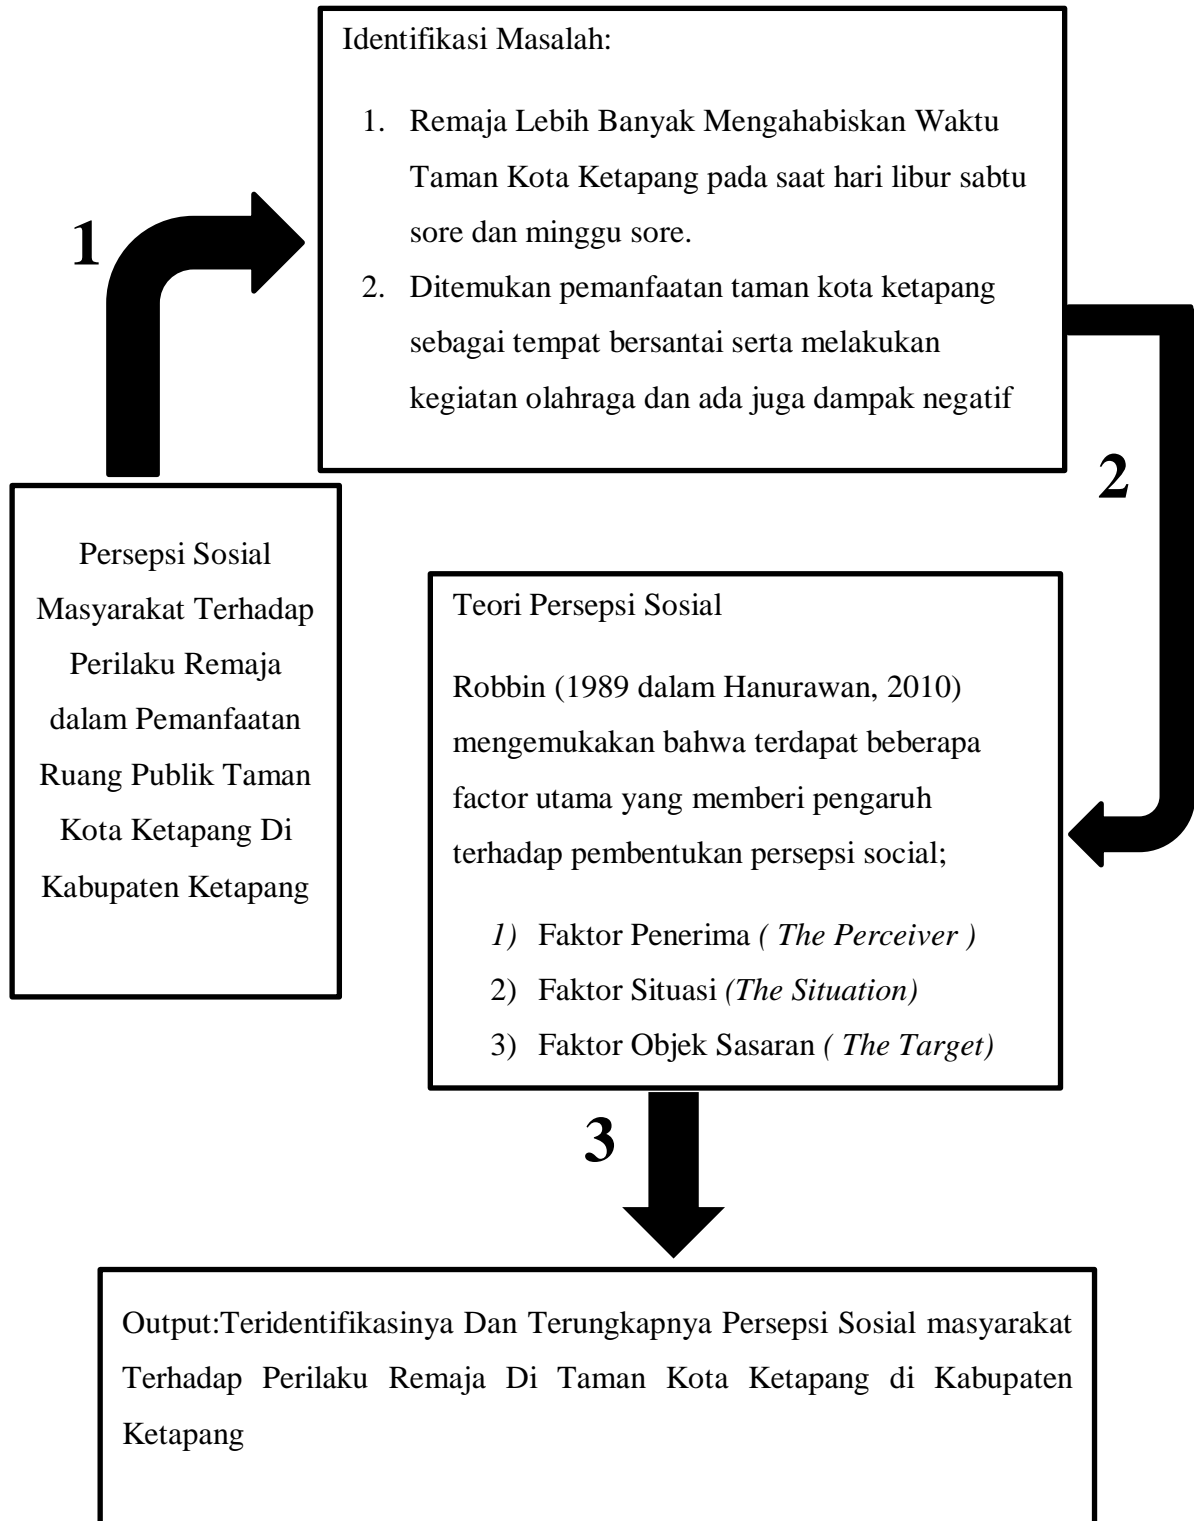 1
Persepsi Sosial
Masyarakat Terhadap
Perilaku Remaja
dalam Pemanfaatan
Ruang Publik Taman
Kota Ketapang Di
Kabupaten Ketapang
Identifikasi Masalah:
1. Remaja Lebih Banyak Mengahabiskan Waktu
Taman Kota Ketapang pada saat hari libur sabtu
sore dan minggu sore.
2. Ditemukan pemanfaatan taman kota ketapang
sebagai tempat bersantai serta melakukan
kegiatan olahraga dan ada juga dampak negatif
2
Teori Persepsi Sosial
Robbin (1989 dalam Hanurawan, 2010)
mengemukakan bahwa terdapat beberapa
factor utama yang memberi pengaruh
terhadap pembentukan persepsi social;
1) Faktor Penerima ( The Perceiver )
2) Faktor Situasi (The Situation)
3) Faktor Objek Sasaran ( The Target)
3
Output:Teridentifikasinya Dan Terungkapnya Persepsi Sosial masyarakat
Terhadap Perilaku Remaja Di Taman Kota Ketapang di Kabupaten
Ketapang